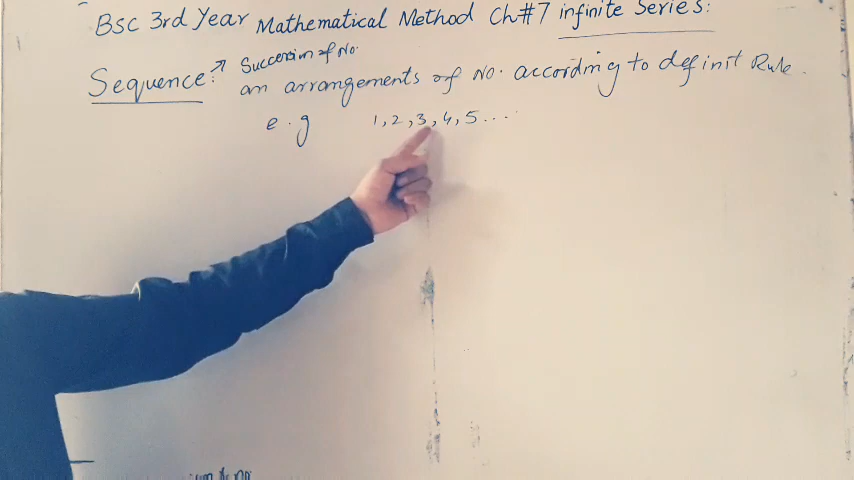 Bsc 3rd Year Mathematical Method Ch#7 infinite Series:
Succession of No.
Sequence: an arrangements of No. according to definit Rule.
e.g 1,2,3,4,5...